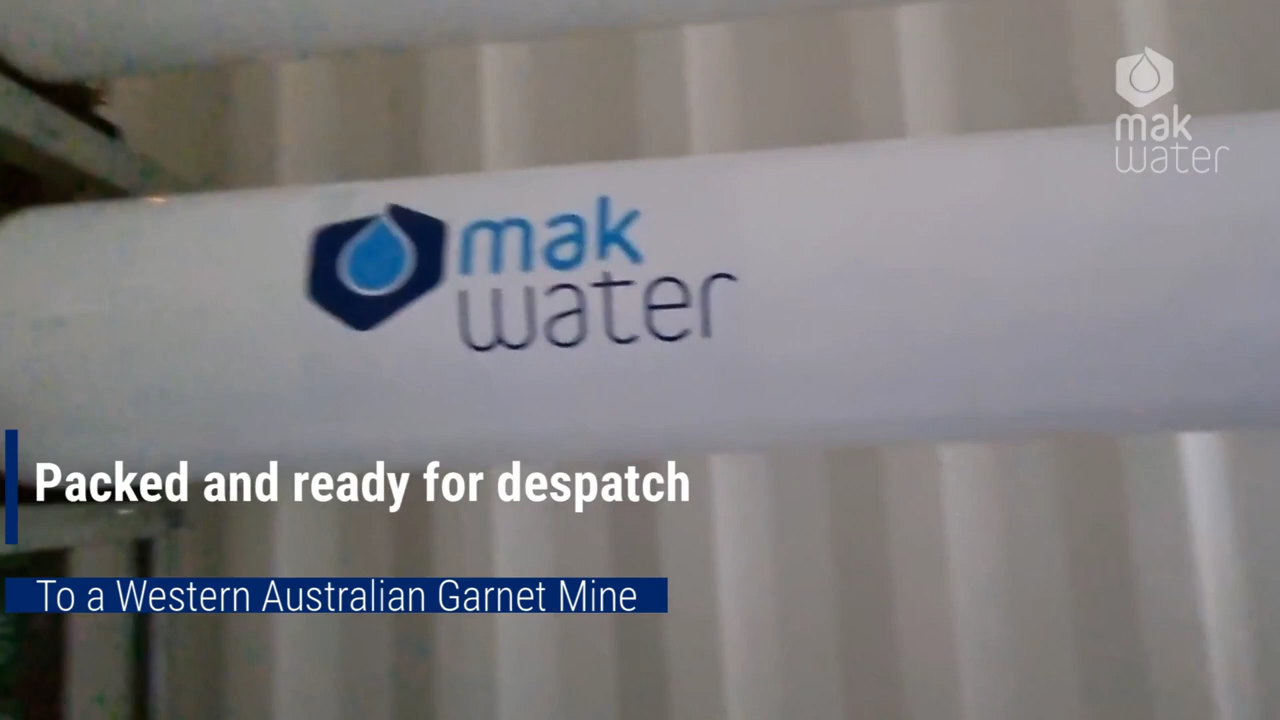 mak
water
mak
water
Packed and ready for despatch
To a Western Australian Garnet Mine